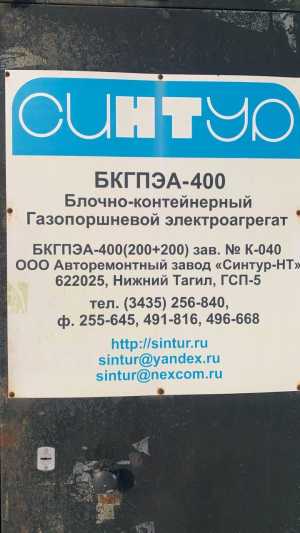 СИНТУР
БКГПЭА-400
Блочно-контейнерный
Газопоршневой электроагрегат
БКГПЭА-400(200+200) зав. № К-040
ООО Авторемонтный завод «Синтур-НТ»
622025, Нижний Тагил, ГСП-5
тел. (3435) 256-840,
ф. 255-645, 491-816, 496-668
http://sintur.ru
sintur@yandex.ru
sintur@nexcom.ru